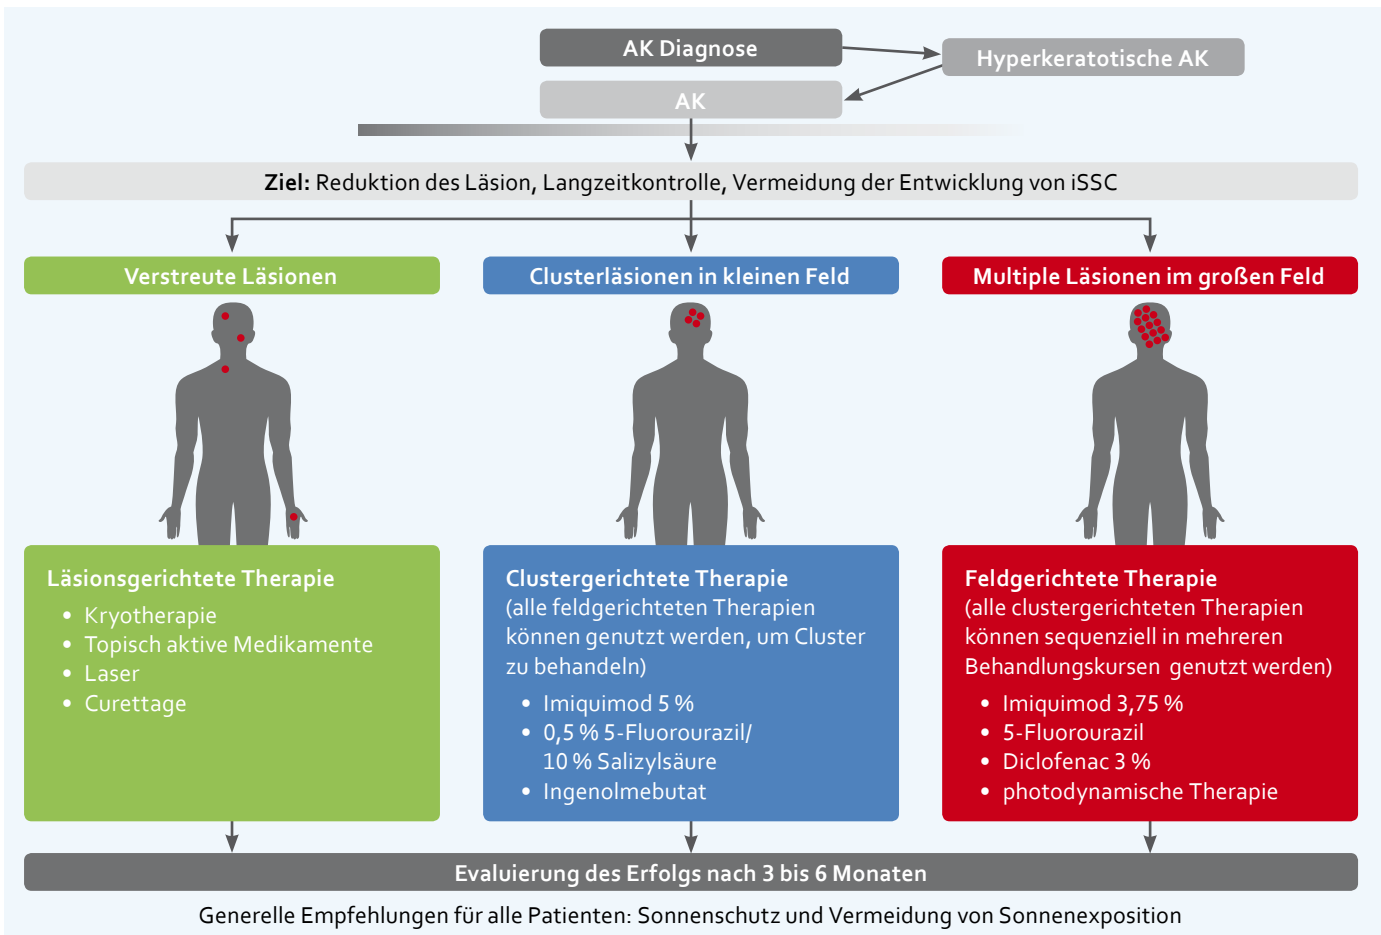 AK Diagnose
Hyperkeratotische AK
AK
Ziel: Reduktion des Läsion, Langzeitkontrolle, Vermeidung der Entwicklung von iSSC
Verstreute Läsionen
Clusterläsionen in kleinen Feld
Multiple Läsionen im großen Feld
Läsionsgerichtete Therapie
• Kryotherapie
• Topisch aktive Medikamente
• Laser
• Curettage
Clustergerichtete Therapie
(alle feldgerichteten Therapien
können genutzt werden, um Cluster
zu behandeln)
• Imiquimod 5 %
• 0,5 % 5-Fluorourazil/
10 % Salizylsäure
• Ingenolmebutat
Feldgerichtete Therapie
(alle clustergerichteten Therapien
können sequenziell in mehreren
Behandlungskursen genutzt werden)
• Imiquimod 3,75 %
• 5-Fluorourazil
• Diclofenac 3 %
• photodynamische Therapie
Evaluierung des Erfolgs nach 3 bis 6 Monaten
Generelle Empfehlungen für alle Patienten: Sonnenschutz und Vermeidung von Sonnenexposition